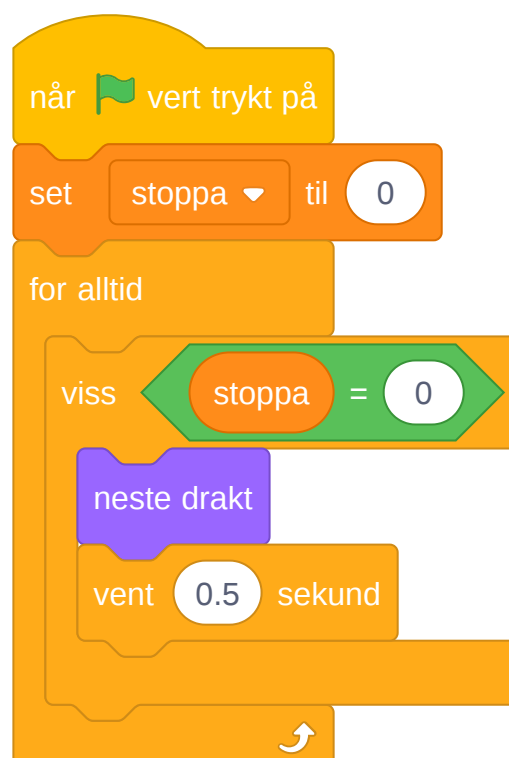 når vert trykt på
set stoppa til 0
for alltid
viss stoppa = 0
neste drakt
vent 0.5 sekund